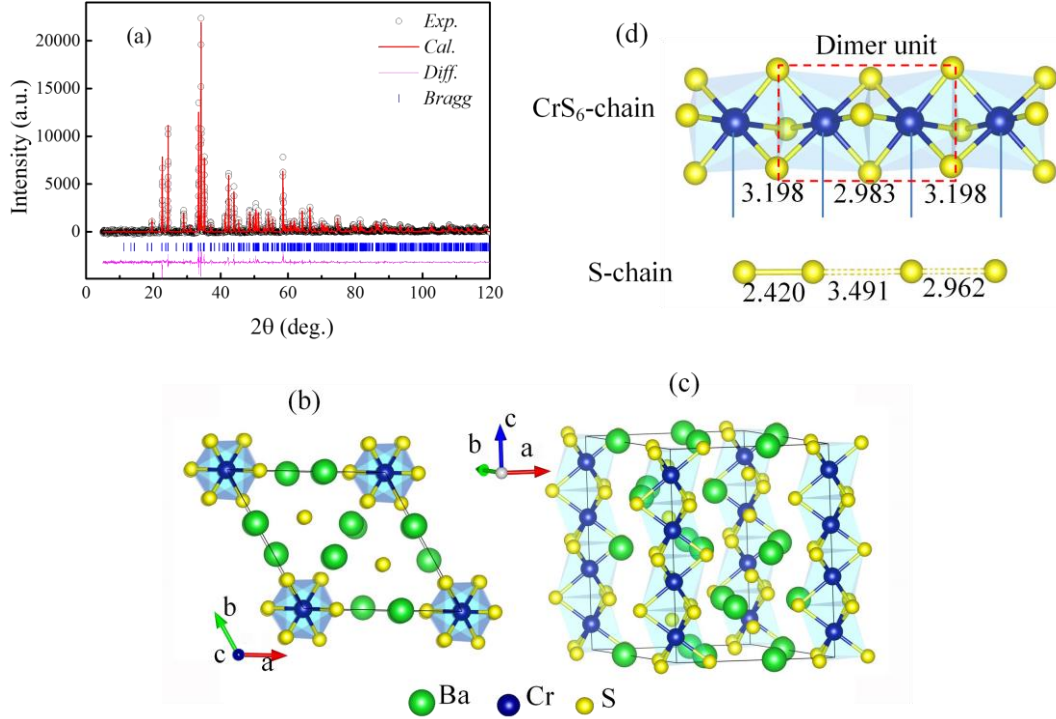 (a)
Exp.
Cal.
Diff.
Bragg
20000
15000
10000
5000
0
Intensity (a.u.)
0 20 40 60 80 100 120
2θ (deg.)
(d)
Dimer unit
CrS6-chain
3.198 2.983 3.198
S-chain
2.420 3.491 2.962
(b)
b
c a
(c)
c
b a
Ba Cr S